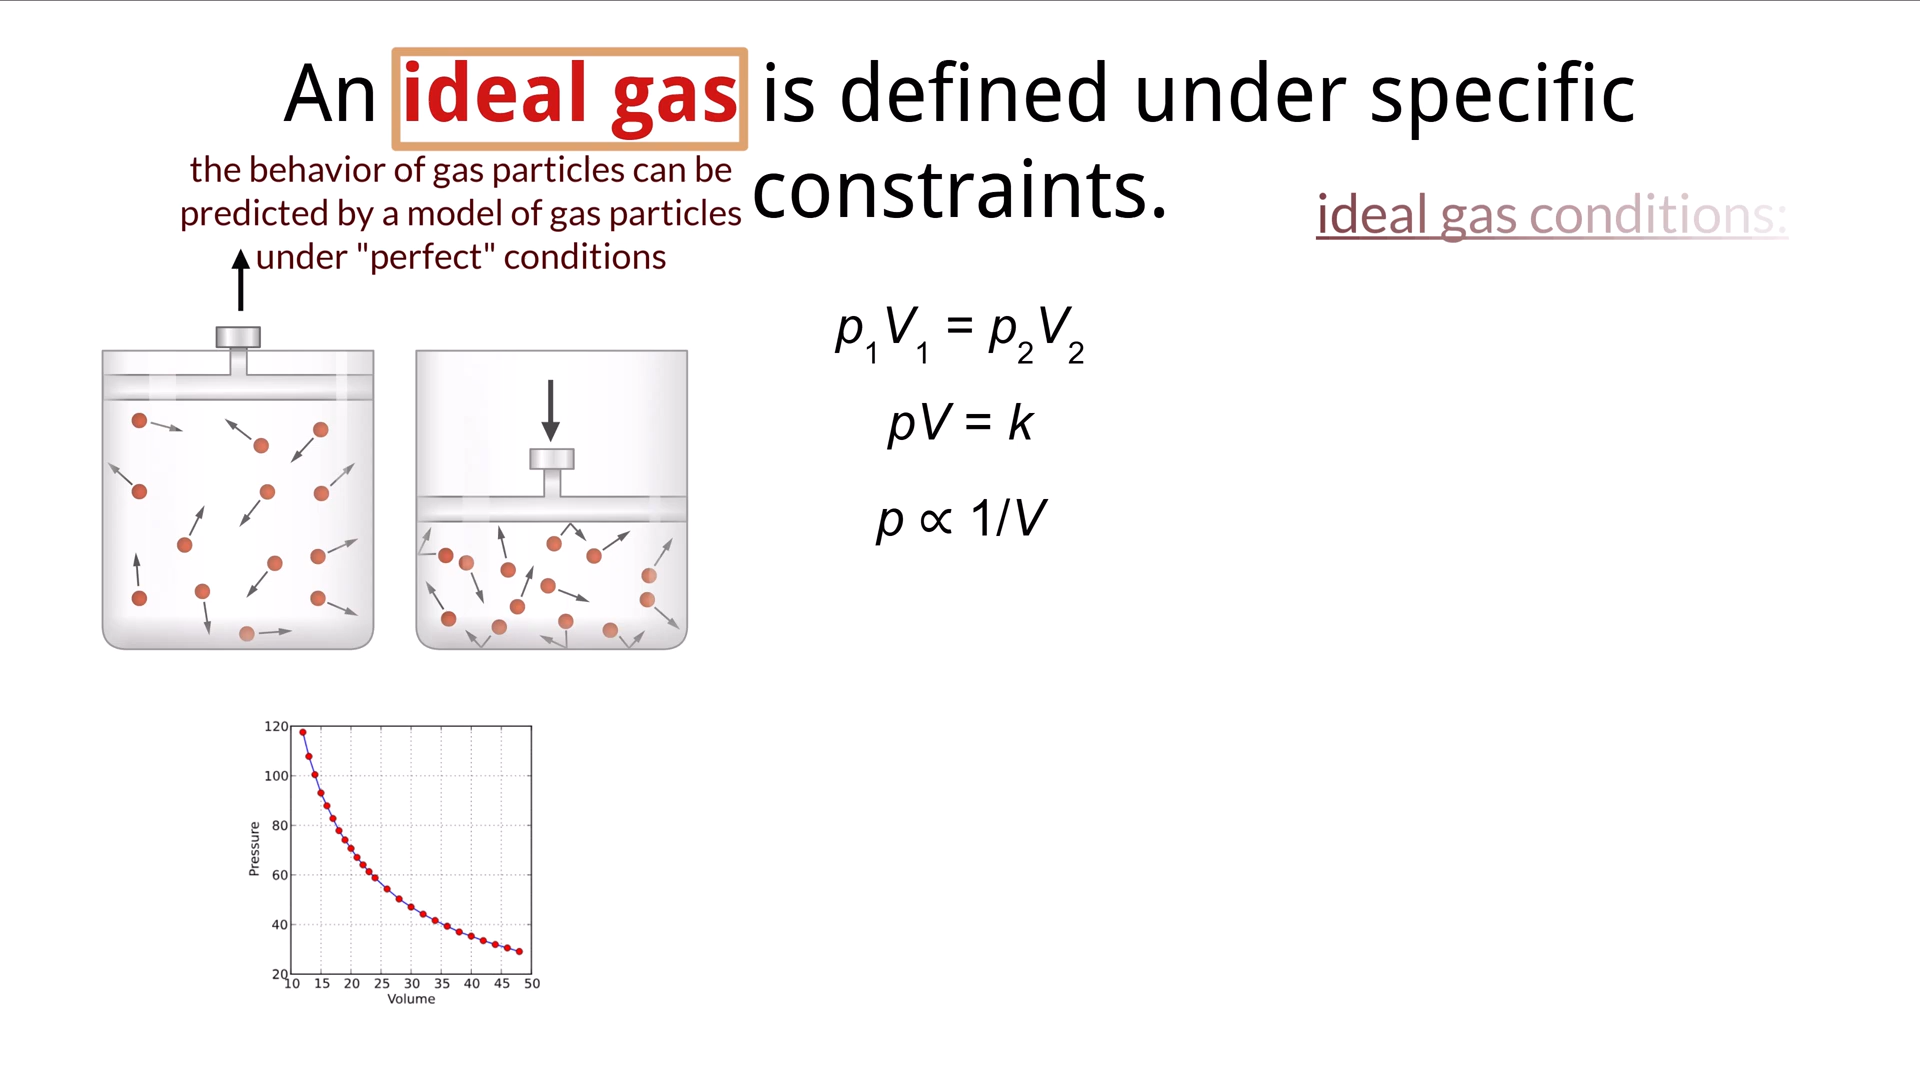 An ideal gas is defined under specific
constraints.
the behavior of gas particles can be
predicted by a model of gas particles
under "perfect" conditions
ideal gas conditions:
p₁V₁ = p₂V₂
pV = k
p ∝ 1/V
120
100
80
60
40
20
Pressure
10 15 20 25 30 35 40 45 50
Volume